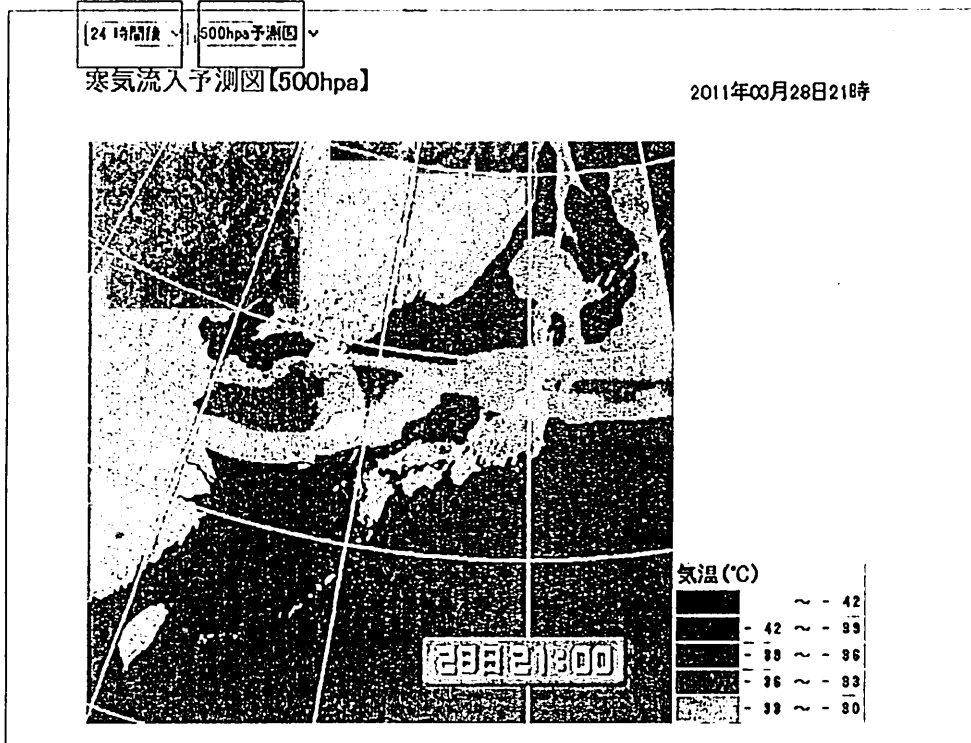 24時間後
500hpa予測図
寒気流入予測図【500hpa】
2011年03月28日21時
気温(℃)
～ - 42
- 42 ～ - 39
- 39 ～ - 36
- 36 ～ - 33
- 33 ～ - 30
28日21:00